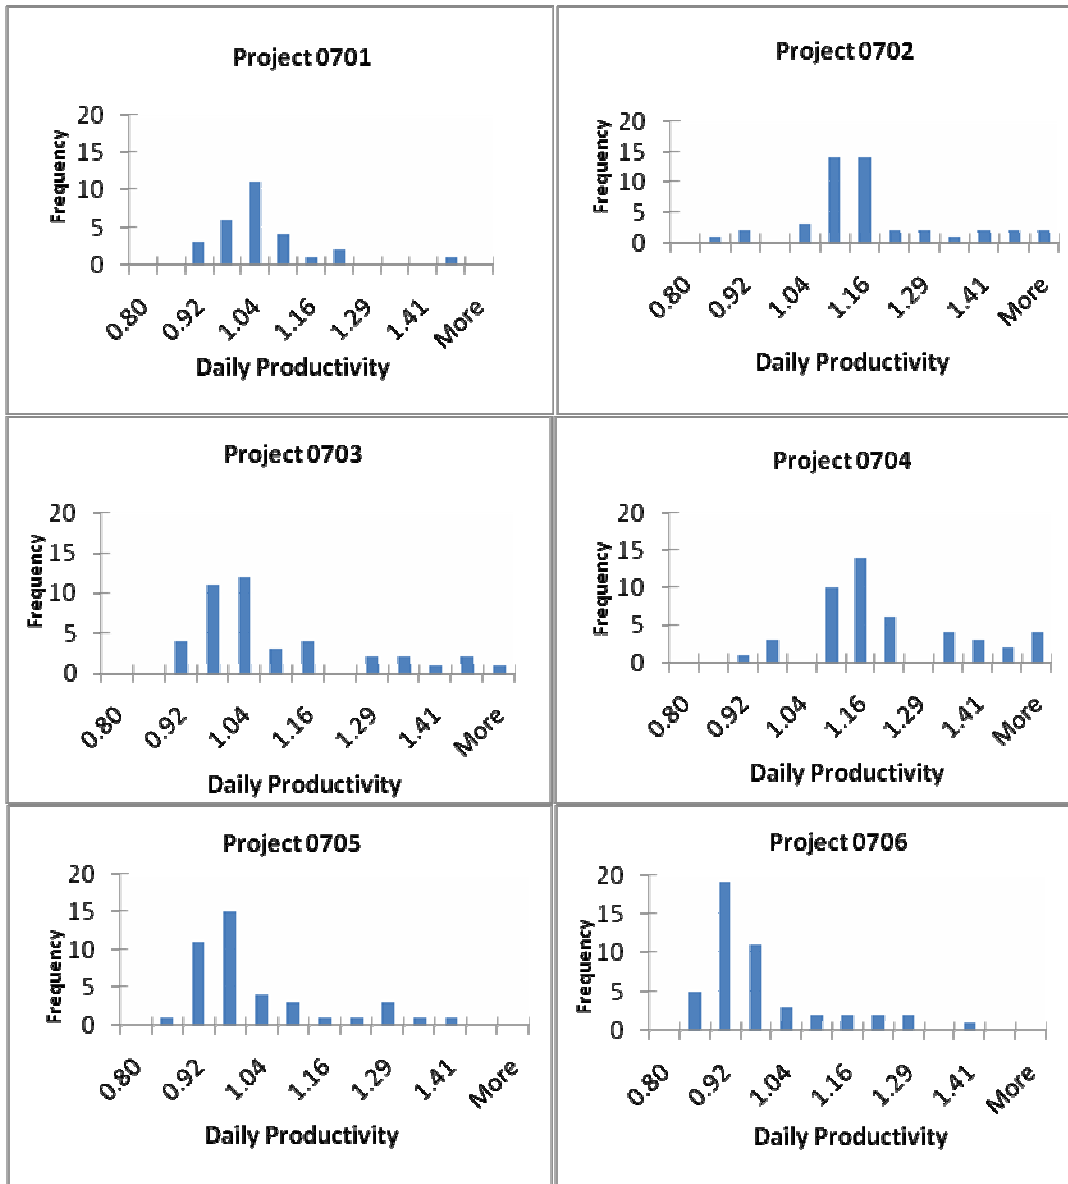 Project 0701
Frequency
20
15
10
5
0
0.80 0.92 1.04 1.16 1.29 1.41 More
Daily Productivity
Project 0702
Frequency
20
15
10
5
0
0.80 0.92 1.04 1.16 1.29 1.41 More
Daily Productivity
Project 0703
Frequency
20
15
10
5
0
0.80 0.92 1.04 1.16 1.29 1.41 More
Daily Productivity
Project 0704
Frequency
20
15
10
5
0
0.80 0.92 1.04 1.16 1.29 1.41 More
Daily Productivity
Project 0705
Frequency
20
15
10
5
0
0.80 0.92 1.04 1.16 1.29 1.41 More
Daily Productivity
Project 0706
Frequency
20
15
10
5
0
0.80 0.92 1.04 1.16 1.29 1.41 More
Daily Productivity